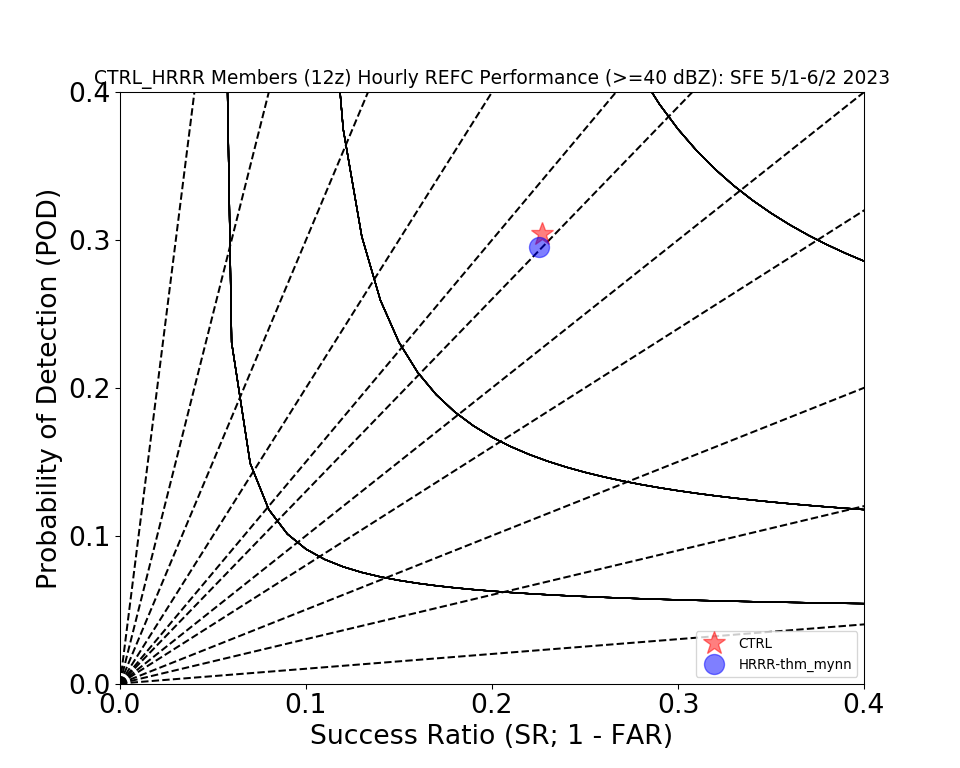 CTRL_HRRR Members (12z) Hourly REFC Performance (>=40 dBZ): SFE 5/1-6/2 2023
0.4
0.3
0.2
0.1
0.0
Probability of Detection (POD)
CTRL
HRRR-thm_mynn
0.0 0.1 0.2 0.3 0.4
Success Ratio (SR; 1 - FAR)